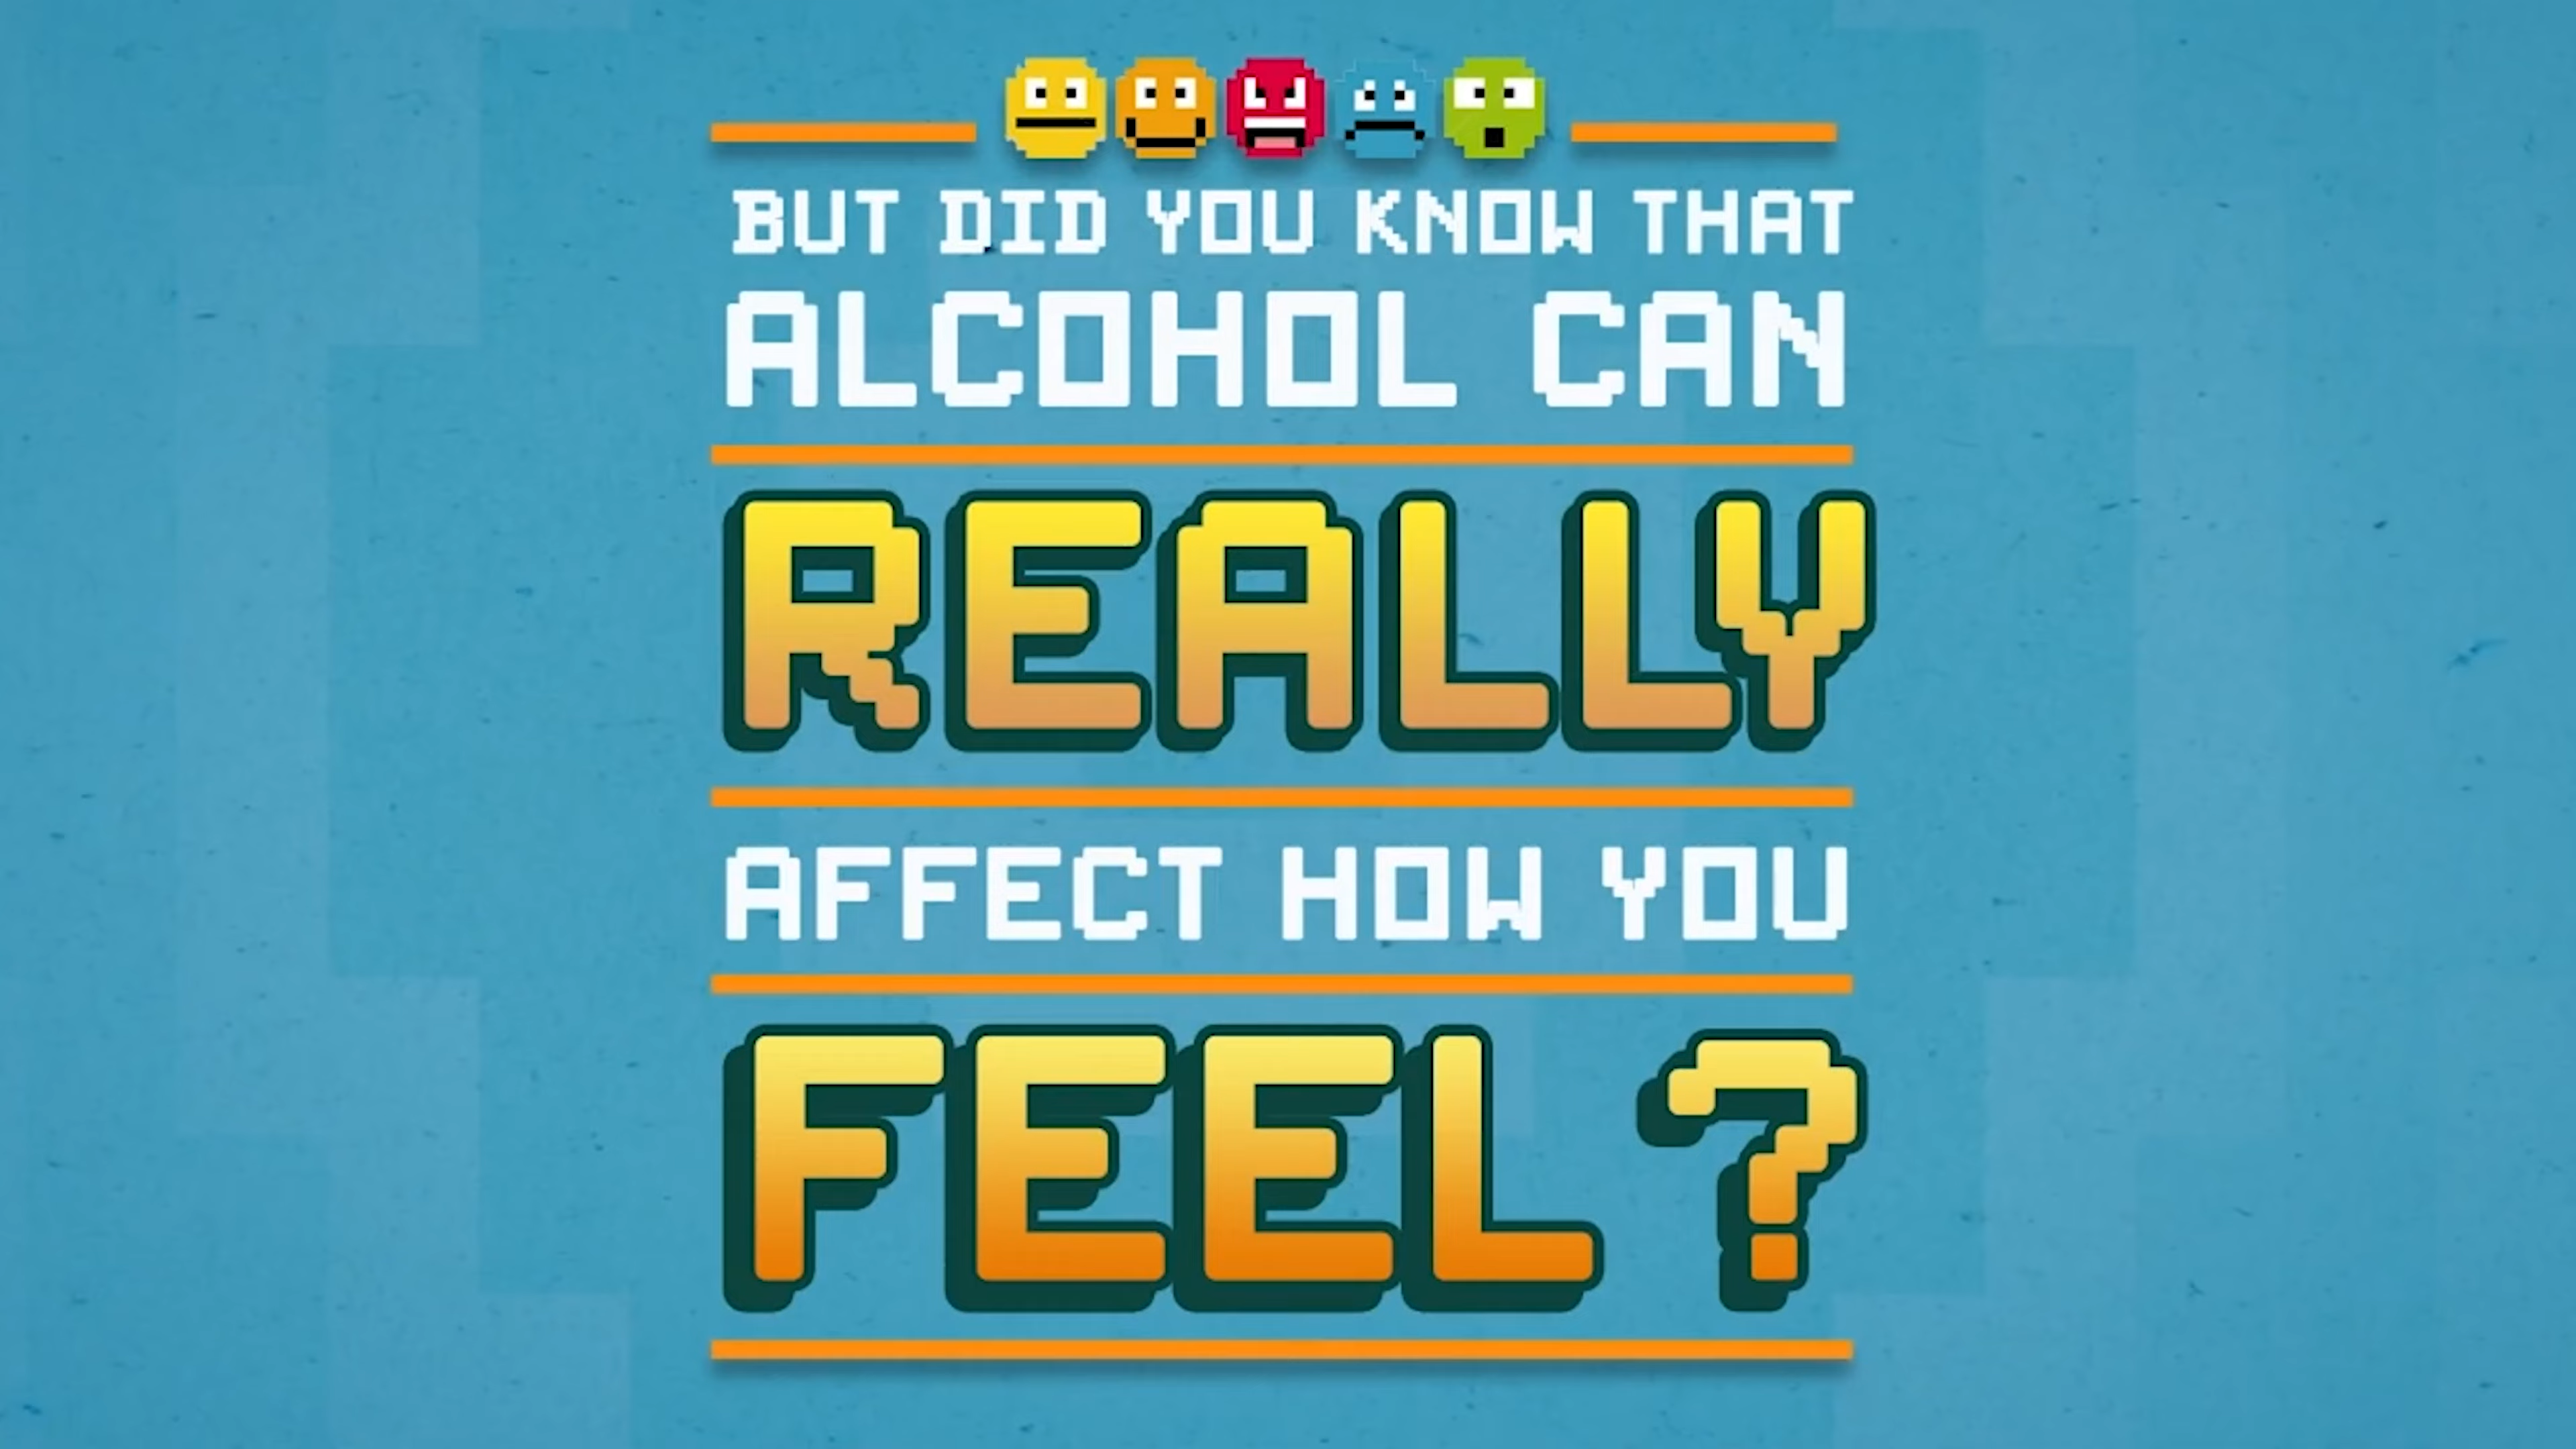 BUT DID YOU KNOW THAT
ALCOHOL CAN
REALLY
AFFECT HOW YOU
FEEL?